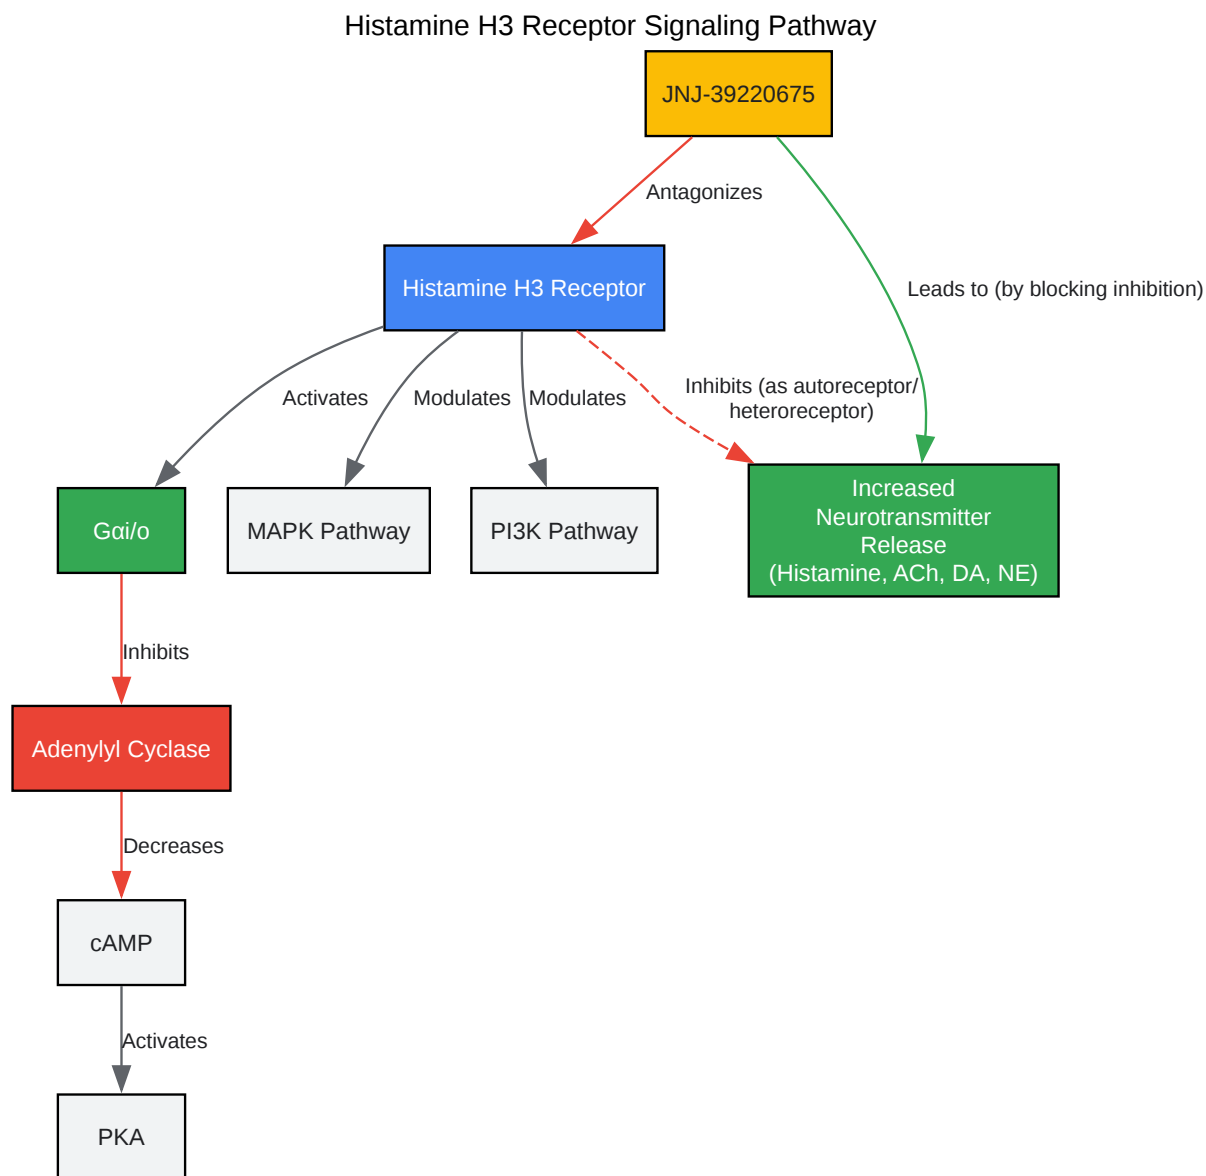 Histamine H3 Receptor Signaling Pathway
JNJ-39220675
Antagonizes
Histamine H3 Receptor
Leads to (by blocking inhibition)
Activates
Modulates
Modulates
Inhibits (as autoreceptor/
heteroreceptor)
Gαi/o
MAPK Pathway
PI3K Pathway
Increased
Neurotransmitter
Release
(Histamine, ACh, DA, NE)
Inhibits
Adenylyl Cyclase
Decreases
cAMP
Activates
PKA